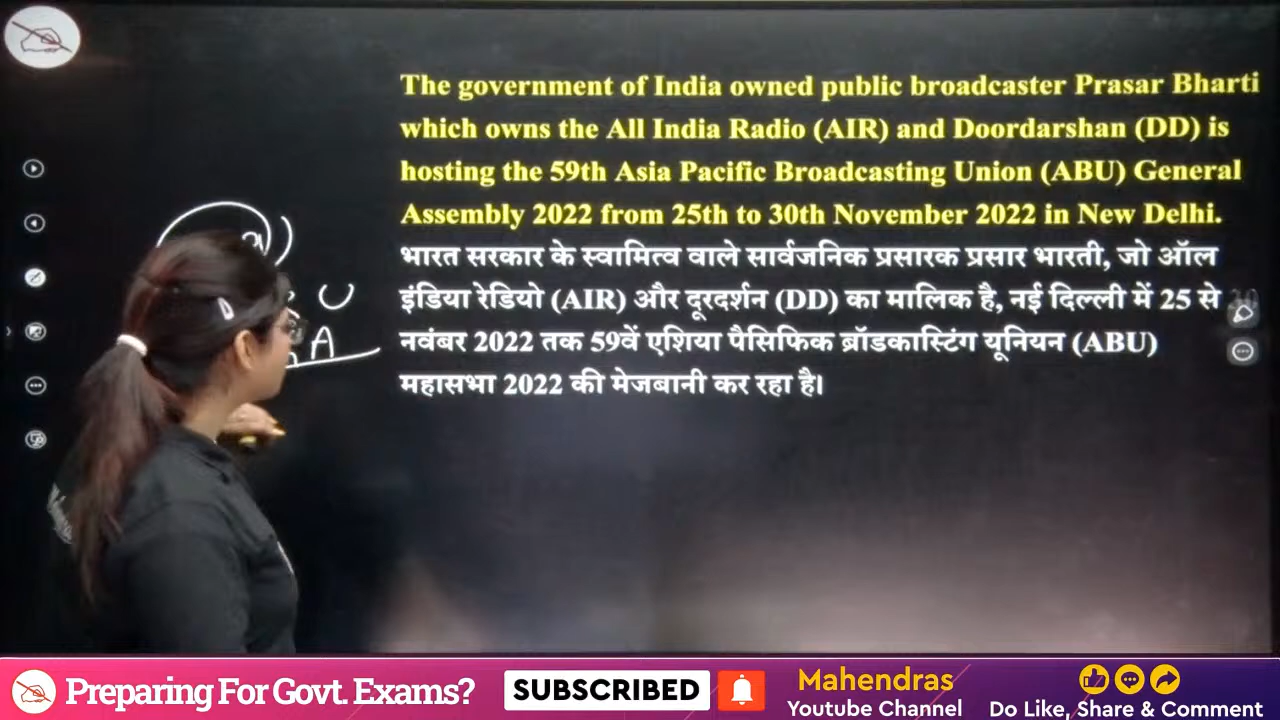 The government of India owned public broadcaster Prasar Bharti
which owns the All India Radio (AIR) and Doordarshan (DD) is
hosting the 59th Asia Pacific Broadcasting Union (ABU) General
Assembly 2022 from 25th to 30th November 2022 in New Delhi.
भारत सरकार के स्वामित्व वाले सार्वजनिक प्रसारक प्रसार भारती, जो ऑल
इंडिया रेडियो (AIR) और दूरदर्शन (DD) का मालिक है, नई दिल्ली में 25 से 30
नवंबर 2022 तक 59वें एशिया पैसिफिक ब्रॉडकास्टिंग यूनियन (ABU)
महासभा 2022 की मेजबानी कर रहा है।
U
A
Preparing For Govt. Exams?
SUBSCRIBED
Mahendras
Youtube Channel
Do Like, Share & Comment